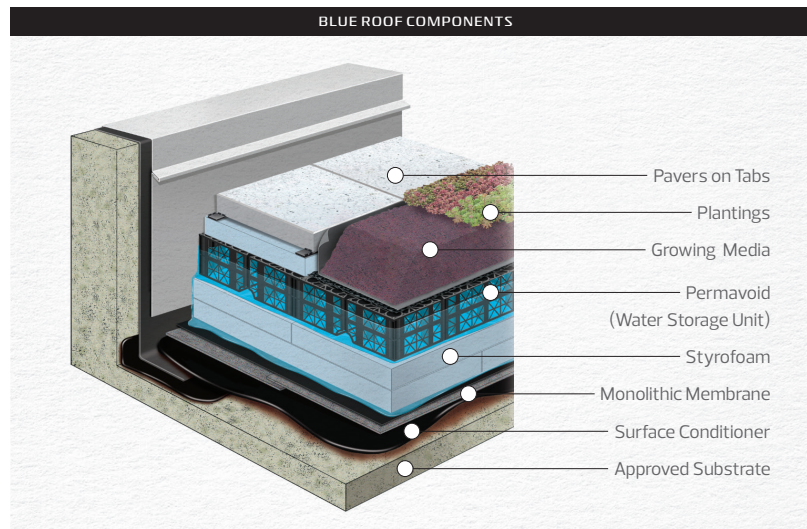 BLUE ROOF COMPONENTS
Pavers on Tabs
Plantings
Growing Media
Permavoid
(Water Storage Unit)
Styrofoam
Monolithic Membrane
Surface Conditioner
Approved Substrate